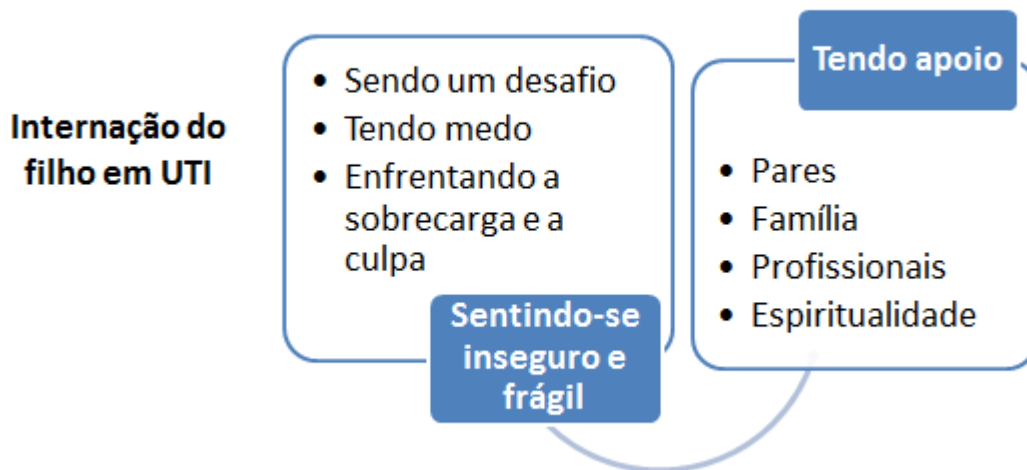 Internação do
filho em UTI
• Sendo um desafio
• Tendo medo
• Enfrentando a
sobrecarga e a
culpa
Sentindo-se
inseguro e
frágil
Tendo apoio
• Pares
• Família
• Profissionais
• Espiritualidade